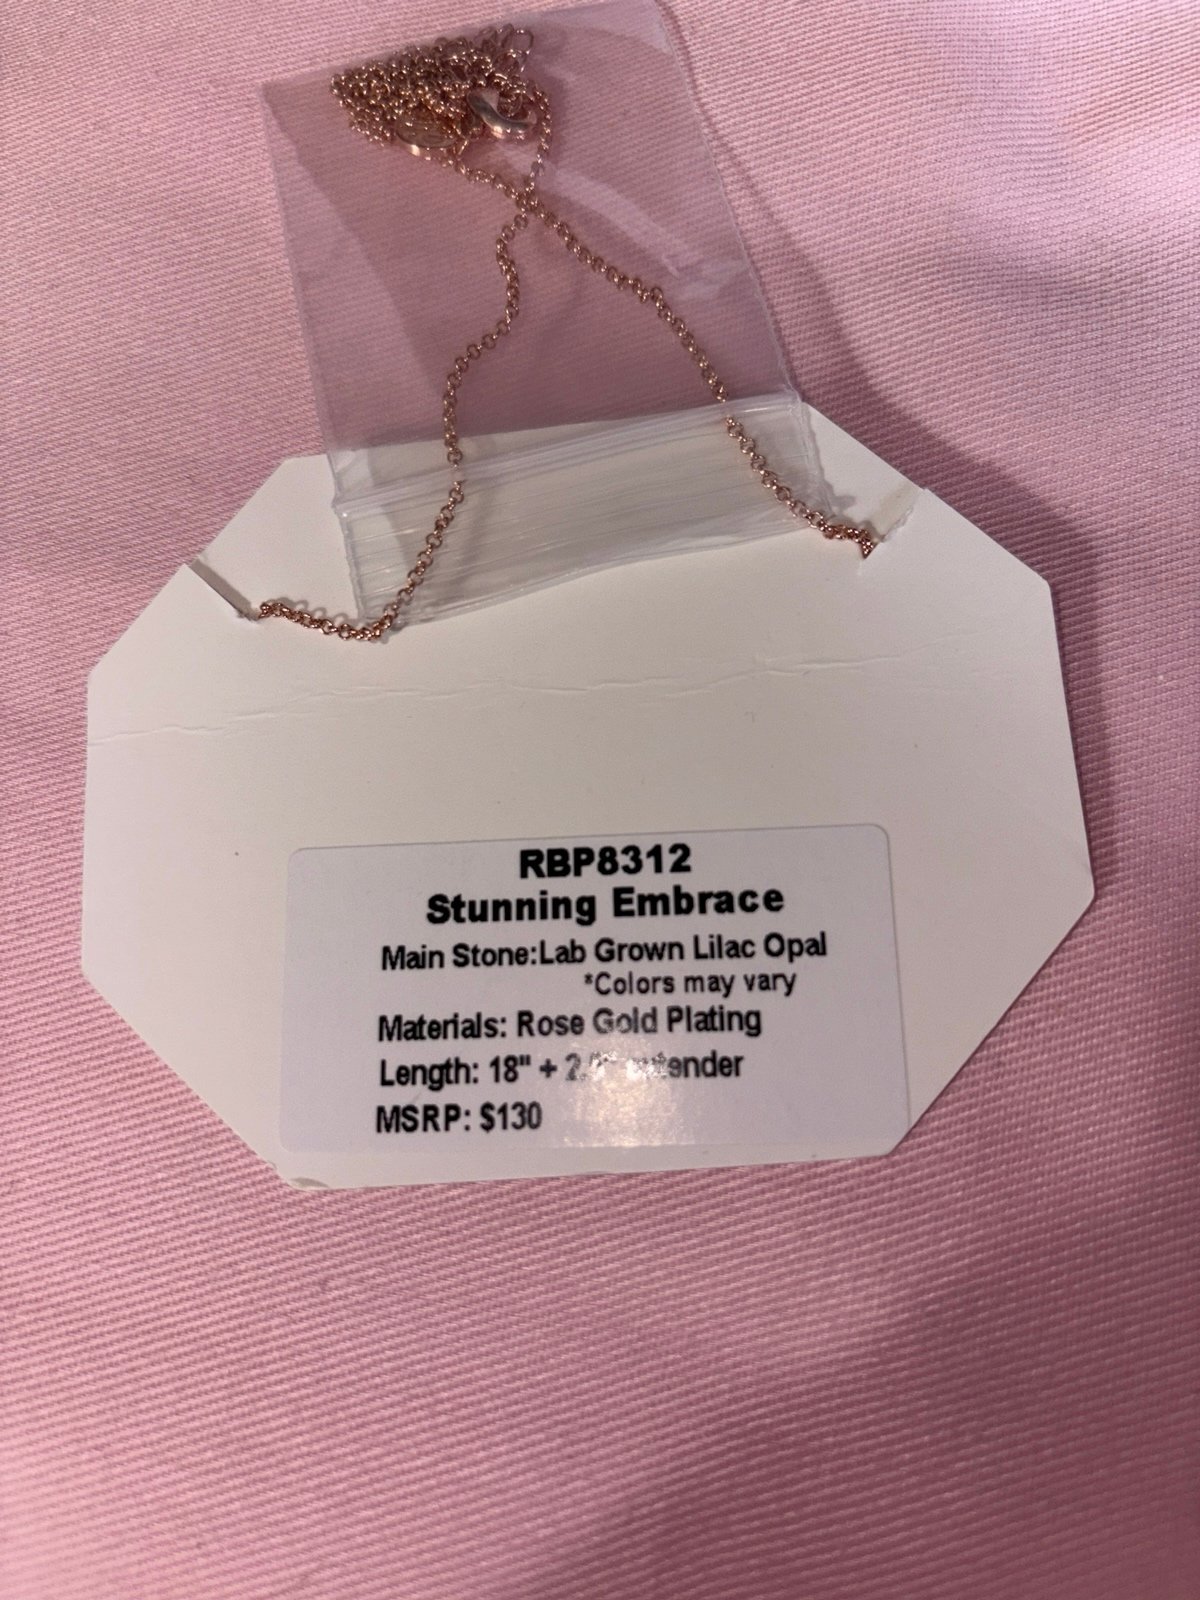 RBP8312
Stunning Embrace
Main Stone:Lab Grown Lilac Opal
*Colors may vary
Materials: Rose Gold Plating
Length: 18" + extender
MSRP: $130